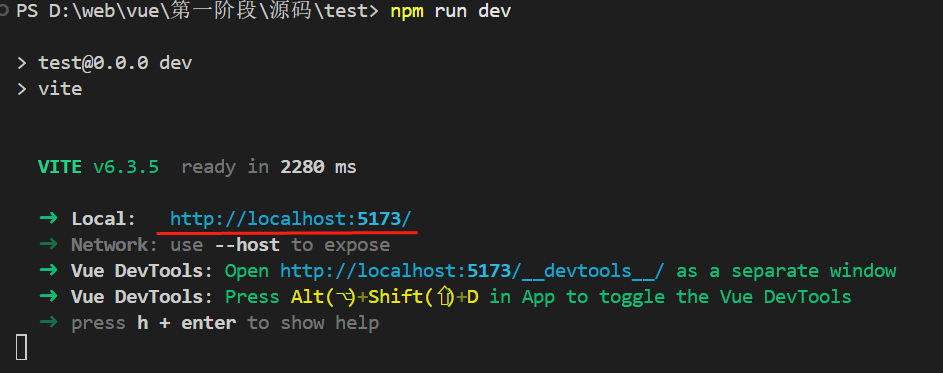 PS D:\web\vue\第一阶段\源码\test> npm run dev
> test@0.0.0 dev
> vite
VITE v6.3.5 ready in 2280 ms
➜ Local: http://localhost:5173/
➜ Network: use --host to expose
➜ Vue DevTools: Open http://localhost:5173/__devtools__/ as a separate window
➜ Vue DevTools: Press Alt(⌥)+Shift(⇧)+D in App to toggle the Vue DevTools
➜ press h + enter to show help